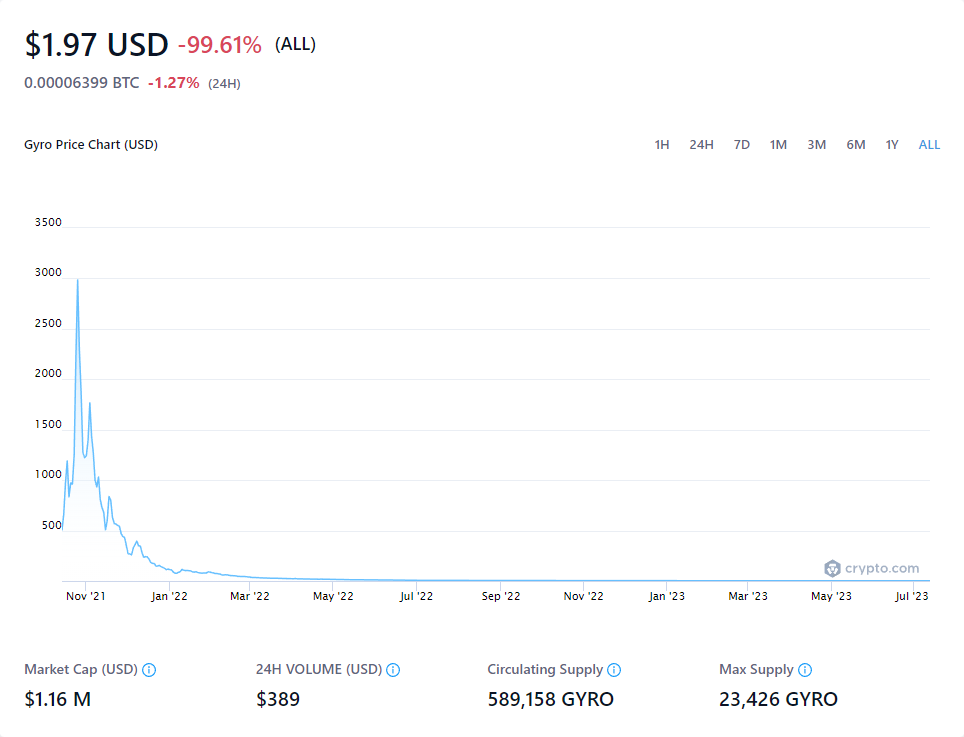 $1.97 USD -99.61% (ALL)
0.00006399 BTC -1.27% (24H)
Gyro Price Chart (USD) 1H 24H 7D 1M 3M 6M 1Y ALL
3500
3000
2500
2000
1500
1000
500
crypto.com
Nov '21 Jan '22 Mar '22 May '22 Jul '22 Sep '22 Nov '22 Jan '23 Mar '23 May '23 Jul '23
Market Cap (USD) 24H VOLUME (USD) Circulating Supply Max Supply
$1.16 M $389 589,158 GYRO 23,426 GYRO